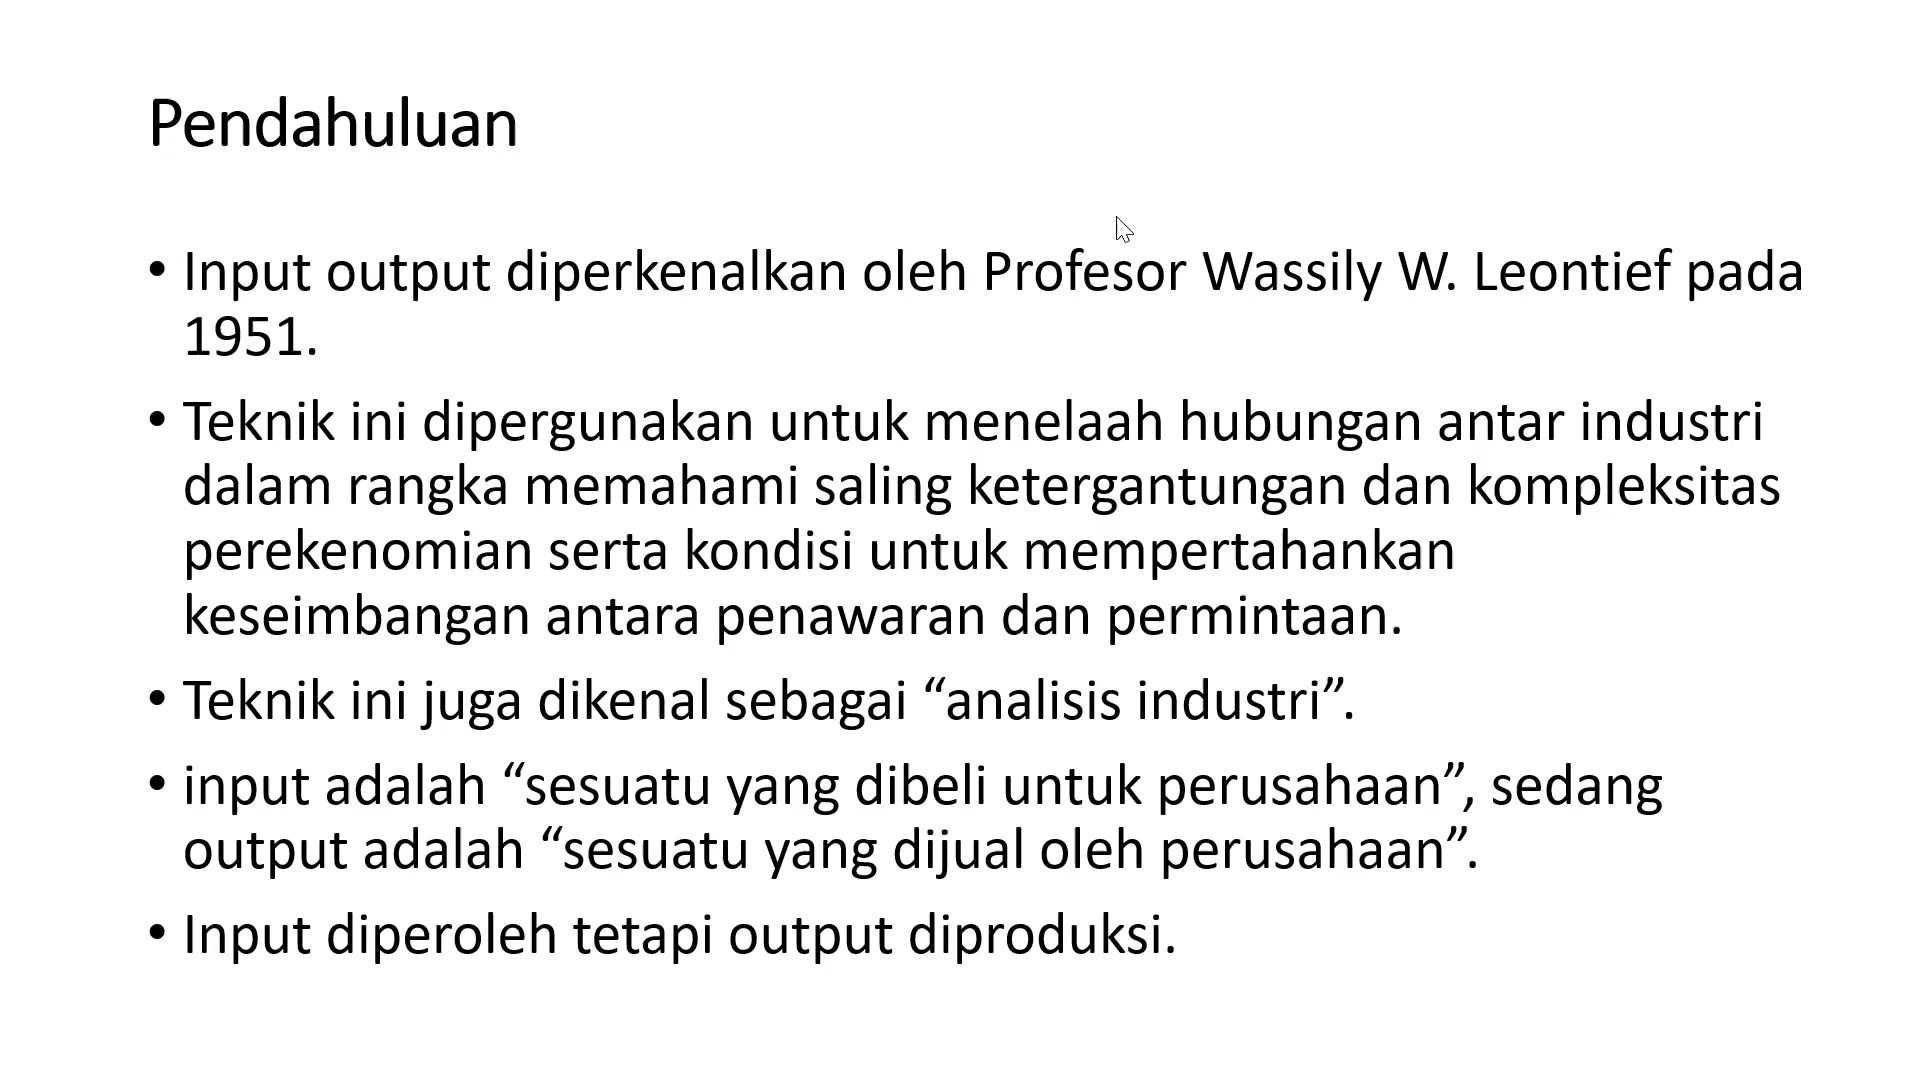 Pendahuluan
• Input output diperkenalkan oleh Profesor Wassily W. Leontief pada
1951.
• Teknik ini dipergunakan untuk menelaah hubungan antar industri
dalam rangka memahami saling ketergantungan dan kompleksitas
perekenomian serta kondisi untuk mempertahankan
keseimbangan antara penawaran dan permintaan.
• Teknik ini juga dikenal sebagai “analisis industri”.
• input adalah “sesuatu yang dibeli untuk perusahaan”, sedang
output adalah “sesuatu yang dijual oleh perusahaan”.
• Input diperoleh tetapi output diproduksi.